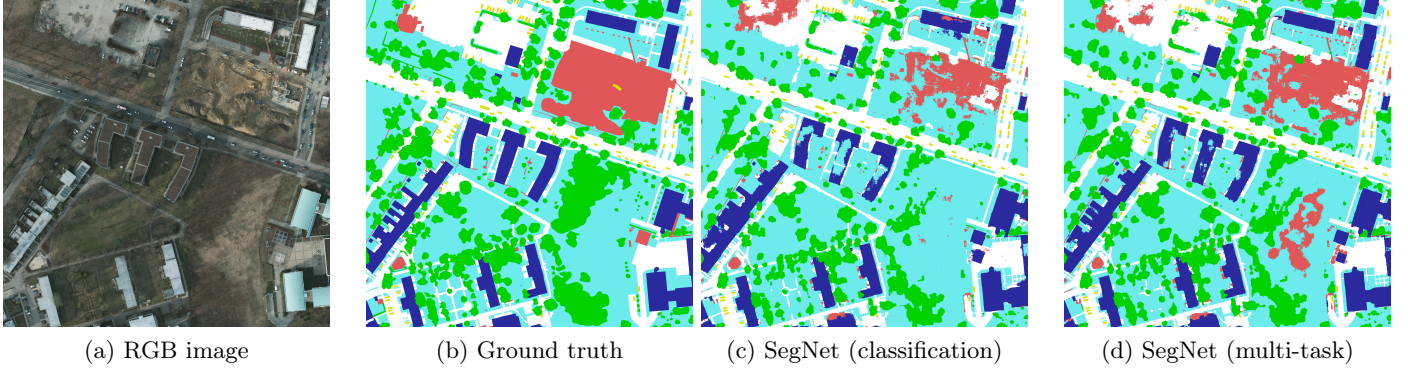 (a) RGB image
(b) Ground truth
(c) SegNet (classification)
(d) SegNet (multi-task)